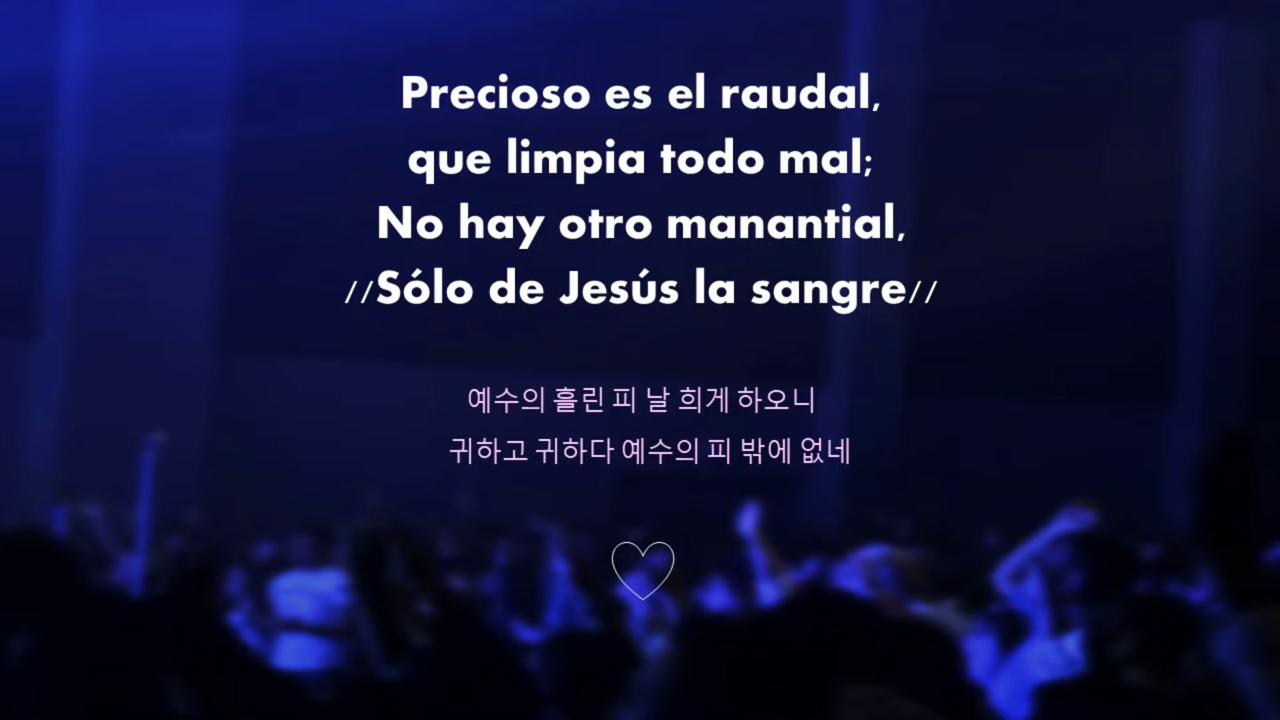 Precioso es el raudal,
que limpia todo mal;
No hay otro manantial,
//Sólo de Jesús la sangre//
예수의 흘린 피 날 희게 하오니
귀하고 귀하다 예수의 피 밖에 없네